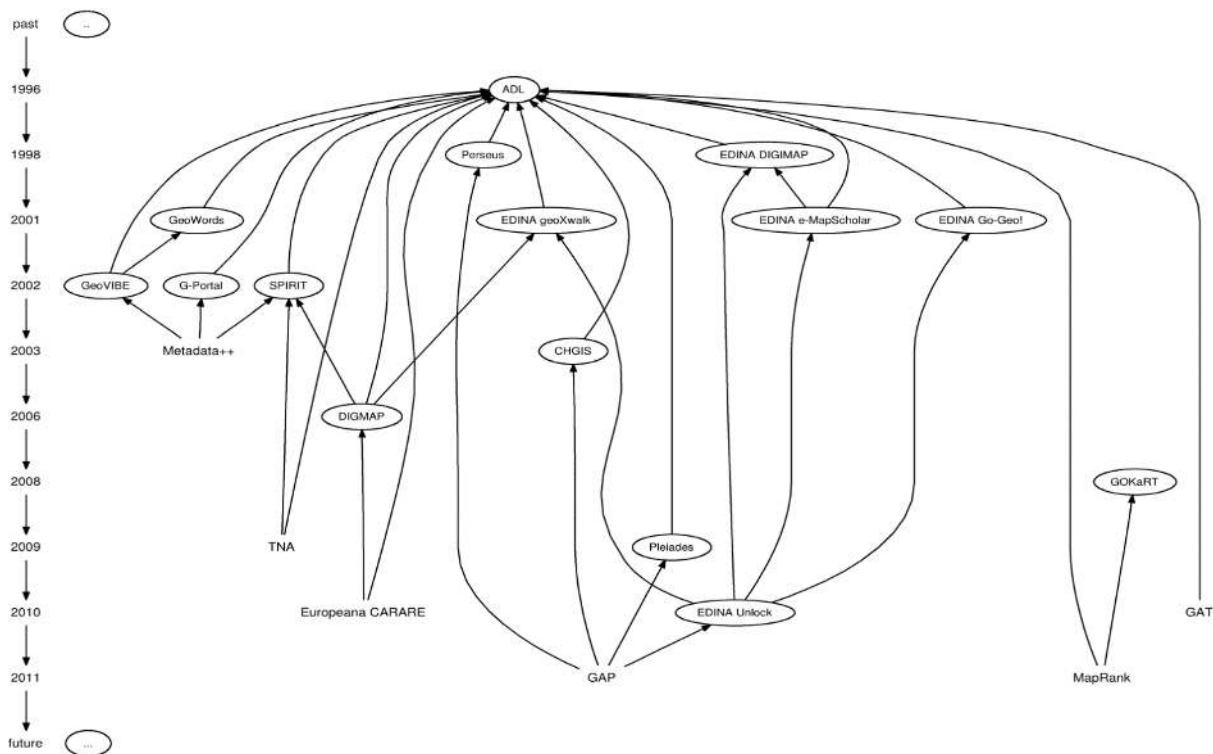 past ..
1996 ADL
1998 Perseus EDINA DIGIMAP
2001 GeoWords EDINA geoXwalk EDINA e-MapScholar EDINA Go-Geo!
2002 GeoVIBE G-Portal SPIRIT
2003 Metadata++ CHGIS
2006 DIGMAP
2008 GOKaRT
2009 TNA Pleiades
2010 Europeana CARARE EDINA Unlock GAT
2011 GAP MapRank
future ...